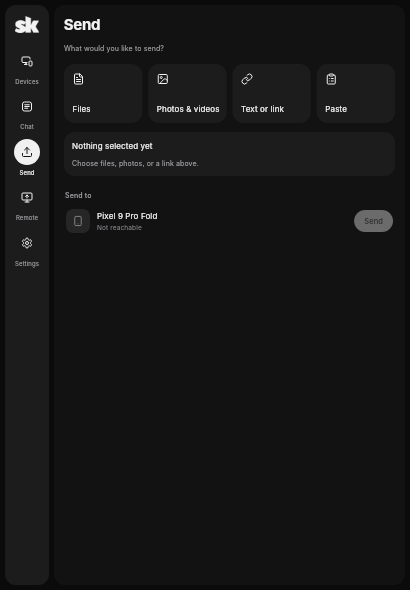 sk
Devices
Chat
Send
Remote
Settings
Send
What would you like to send?
Files
Photos & videos
Text or link
Paste
Nothing selected yet
Choose files, photos, or a link above.
Send to
Pixel 9 Pro Fold
Not reachable
Send